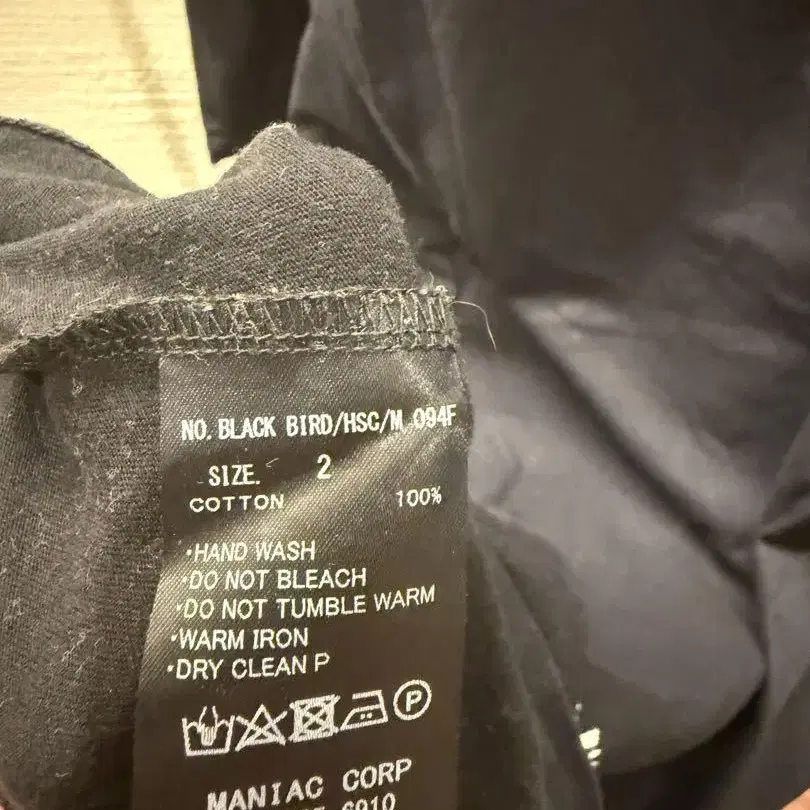 NO. BLACK BIRD/HSC/M 094F
SIZE. 2
COTTON 100%
·HAND WASH
·DO NOT BLEACH
·DO NOT TUMBLE WARM
·WARM IRON
·DRY CLEAN P
P
MANIAC CORP
6910